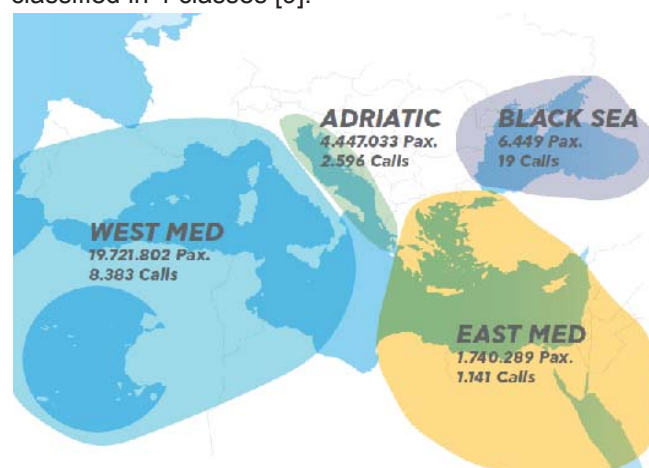 classified in 4 classes [9].
ADRIATIC
4.447.033 Pax.
2.596 Calls
BLACK SEA
6.449 Pax.
19 Calls
WEST MED
19.721.802 Pax.
8.383 Calls
EAST MED
1.740.289 Pax.
1.141 Calls